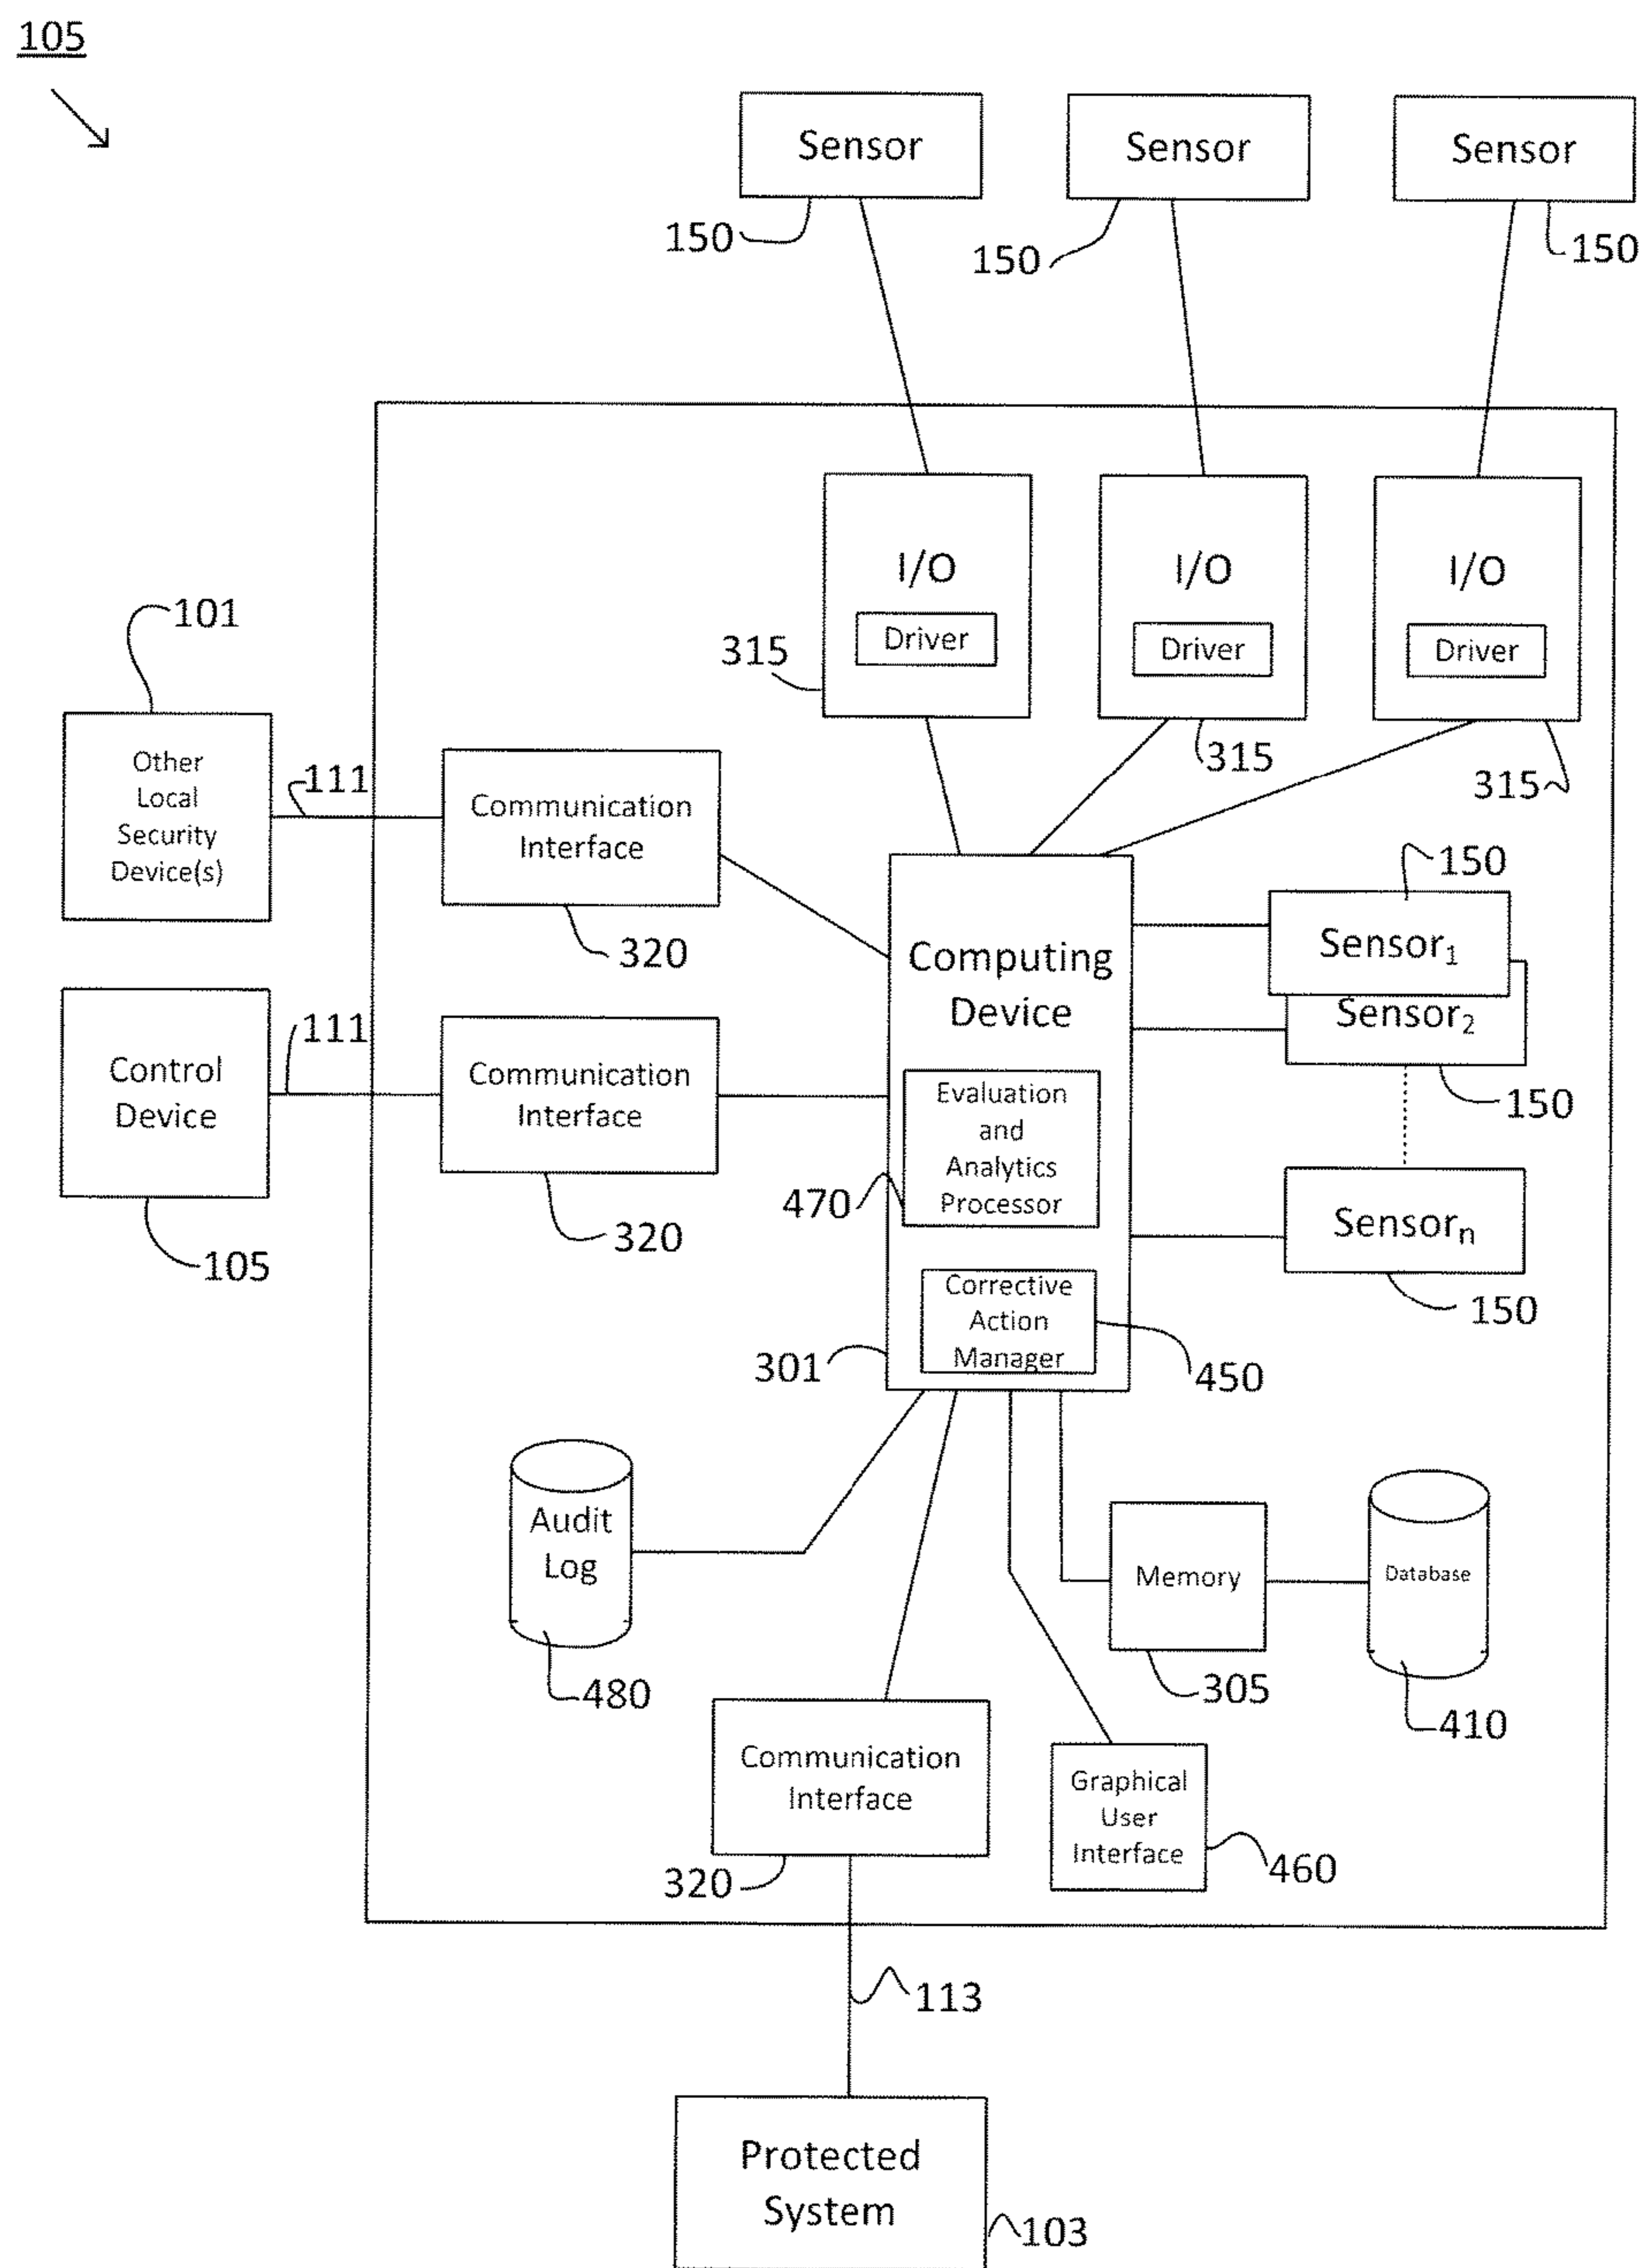 105
Sensor
Sensor
Sensor
150
150
150
I/O
Driver
I/O
Driver
I/O
Driver
315
315
315
101
Other
Local
Security
Device(s)
111
Communication
Interface
320
Control
Device
105
111
Communication
Interface
320
Computing
Device
Evaluation
and
Analytics
Processor
470
Corrective
Action
Manager
450
301
150
Sensor1
Sensor2
150
Sensorn
150
Audit
Log
480
Memory
305
Database
410
Communication
Interface
320
Graphical
User
Interface
460
113
Protected
System
103